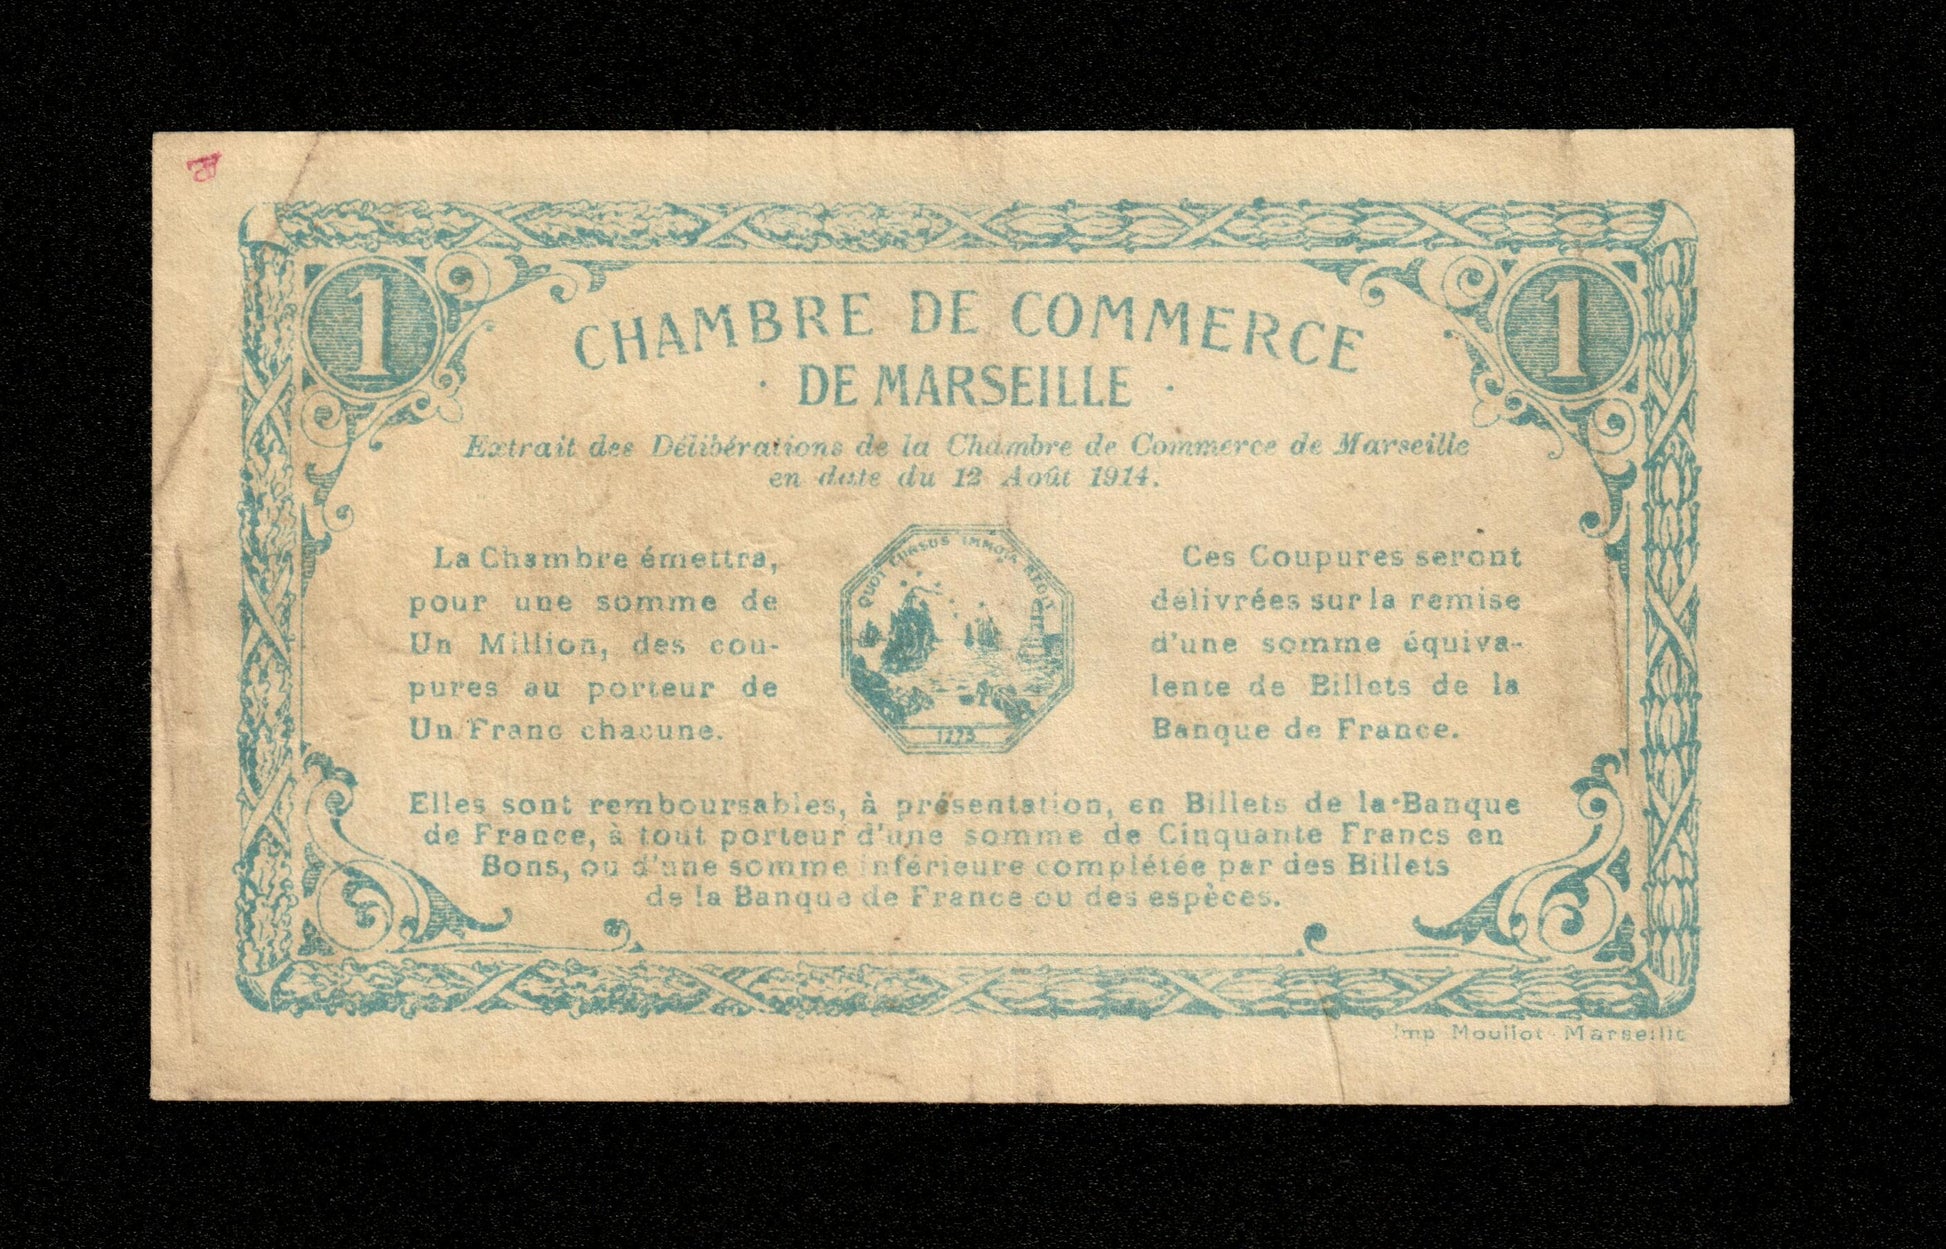 1 1
CHAMBRE DE COMMERCE
· DE MARSEILLE ·
Extrait des Délibérations de la Chambre de Commerce de Marseille
en date du 12 Août 1914.
La Chambre émettra,
pour une somme de
Un Million, des cou-
pures au porteur de
Un Franc chacune.
QUOT CURSUS IMMOTA REGIT
1775
Ces Coupures seront
délivrées sur la remise
d'une somme équiva-
lente de Billets de la
Banque de France.
Elles sont remboursables, à présentation, en Billets de la Banque
de France, à tout porteur d'une somme de Cinquante Francs en
Bons, ou d'une somme inférieure complétée par des Billets
de la Banque de France ou des espèces.
Imp Moullot - Marseille